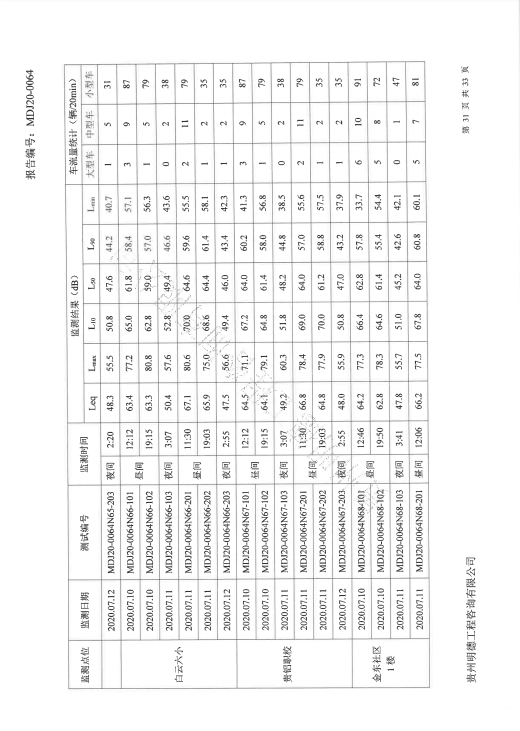 报告编号：MDJ20-0064
监测点位 监测日期 测试编号 监测时间 监测结果（dB） 车流量统计（辆/20min）
Leq Lmax L10 L50 L90 Lmin 大型车 中型车 小型车
白云六小 2020.07.12 MDJ20-0064N65-203 夜间 2:20 48.3 55.5 50.8 47.6 44.2 40.7 1 5 31
2020.07.10 MDJ20-0064N66-101 昼间 12:12 63.4 77.2 65.0 61.8 58.4 57.1 3 9 87
2020.07.10 MDJ20-0064N66-102 19:15 63.3 80.8 62.8 59.0 57.0 56.3 1 5 79
2020.07.11 MDJ20-0064N66-103 夜间 3:07 50.4 57.6 52.8 49.4 46.6 43.6 0 2 38
2020.07.11 MDJ20-0064N66-201 昼间 11:30 67.1 80.6 70.0 64.6 59.6 55.5 2 11 79
2020.07.11 MDJ20-0064N66-202 19:03 65.9 75.0 68.6 64.4 61.4 58.1 1 2 35
2020.07.12 MDJ20-0064N66-203 夜间 2:55 47.5 56.6 49.4 46.0 43.4 42.3 1 2 35
贵铝职校 2020.07.10 MDJ20-0064N67-101 昼间 12:12 64.5 71.1 67.2 64.0 60.2 41.3 3 9 87
2020.07.10 MDJ20-0064N67-102 19:15 64.1 79.1 64.8 61.4 58.0 56.8 1 5 79
2020.07.11 MDJ20-0064N67-103 夜间 3:07 49.2 60.3 51.8 48.2 44.8 38.5 0 2 38
2020.07.11 MDJ20-0064N67-201 昼间 11:30 66.8 78.4 69.0 64.0 57.0 55.6 2 11 79
2020.07.11 MDJ20-0064N67-202 19:03 64.8 77.9 70.0 61.2 58.8 57.5 1 2 35
2020.07.12 MDJ20-0064N67-203 夜间 2:55 48.0 55.9 50.8 47.0 43.2 37.9 1 2 35
金东社区 1 楼 2020.07.10 MDJ20-0064N68-101 昼间 12:46 64.2 77.3 66.4 62.8 57.8 33.7 6 10 91
2020.07.10 MDJ20-0064N68-102 19:50 62.8 78.3 64.6 61.4 55.4 54.4 5 8 72
2020.07.11 MDJ20-0064N68-103 夜间 3:41 47.8 55.7 51.0 45.2 42.6 42.1 0 1 47
2020.07.11 MDJ20-0064N68-201 昼间 12:06 66.2 77.5 67.8 64.0 60.8 60.1 5 7 81
贵州明德工程咨询有限公司
第 31 页 共 33 页